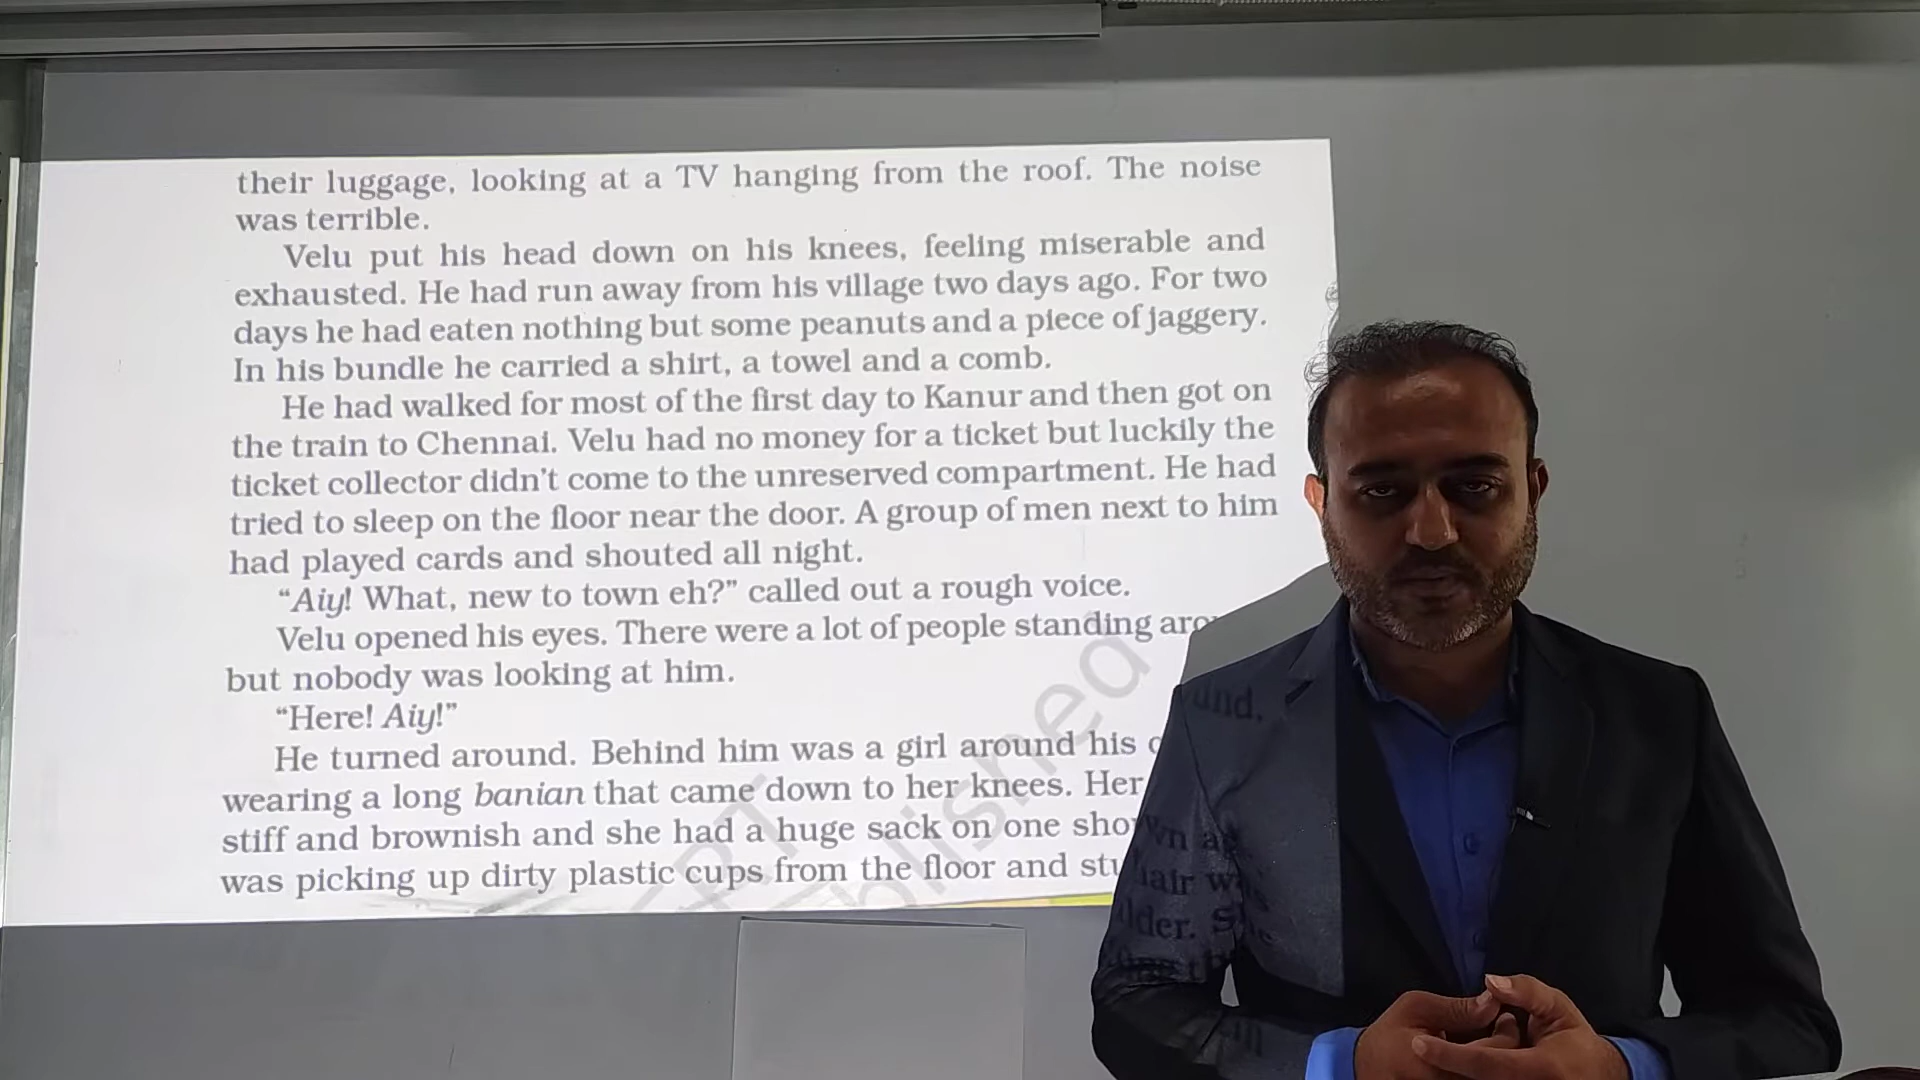 their luggage, looking at a TV hanging from the roof. The noise
was terrible.
Velu put his head down on his knees, feeling miserable and
exhausted. He had run away from his village two days ago. For two
days he had eaten nothing but some peanuts and a piece of jaggery.
In his bundle he carried a shirt, a towel and a comb.
He had walked for most of the first day to Kanur and then got on
the train to Chennai. Velu had no money for a ticket but luckily the
ticket collector didn't come to the unreserved compartment. He had
tried to sleep on the floor near the door. A group of men next to him
had played cards and shouted all night.
“Aiy! What, new to town eh?” called out a rough voice.
Velu opened his eyes. There were a lot of people standing around,
but nobody was looking at him.
“Here! Aiy!”
He turned around. Behind him was a girl around his own age
wearing a long banian that came down to her knees. Her hair was
stiff and brownish and she had a huge sack on one shoulder. She
was picking up dirty plastic cups from the floor and